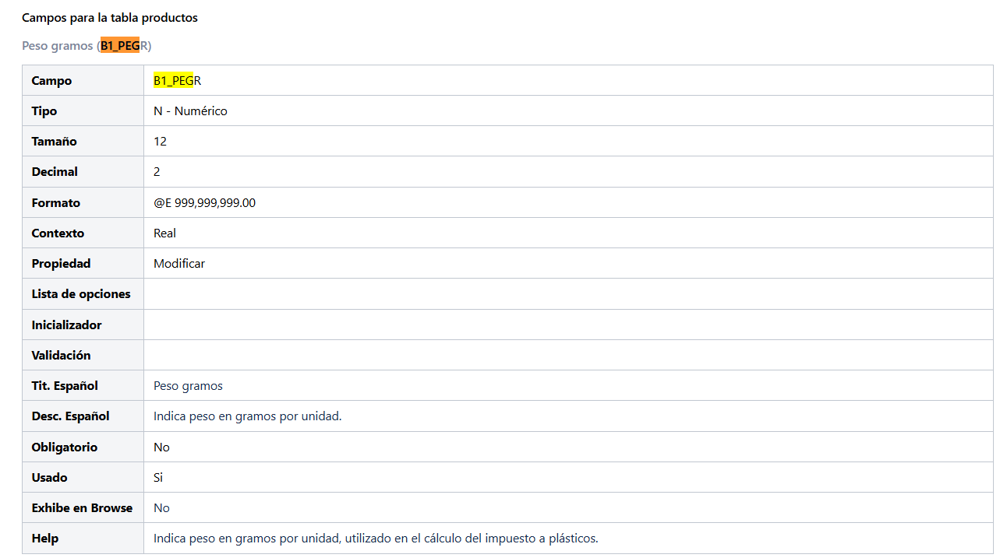 Campos para la tabla productos
Peso gramos (B1_PEGR)
Campo B1_PEGR
Tipo N - Numérico
Tamaño 12
Decimal 2
Formato @E 999,999,999.00
Contexto Real
Propiedad Modificar
Lista de opciones
Inicializador
Validación
Tit. Español Peso gramos
Desc. Español Indica peso en gramos por unidad.
Obligatorio No
Usado Si
Exhibe en Browse No
Help Indica peso en gramos por unidad, utilizado en el cálculo del impuesto a plásticos.